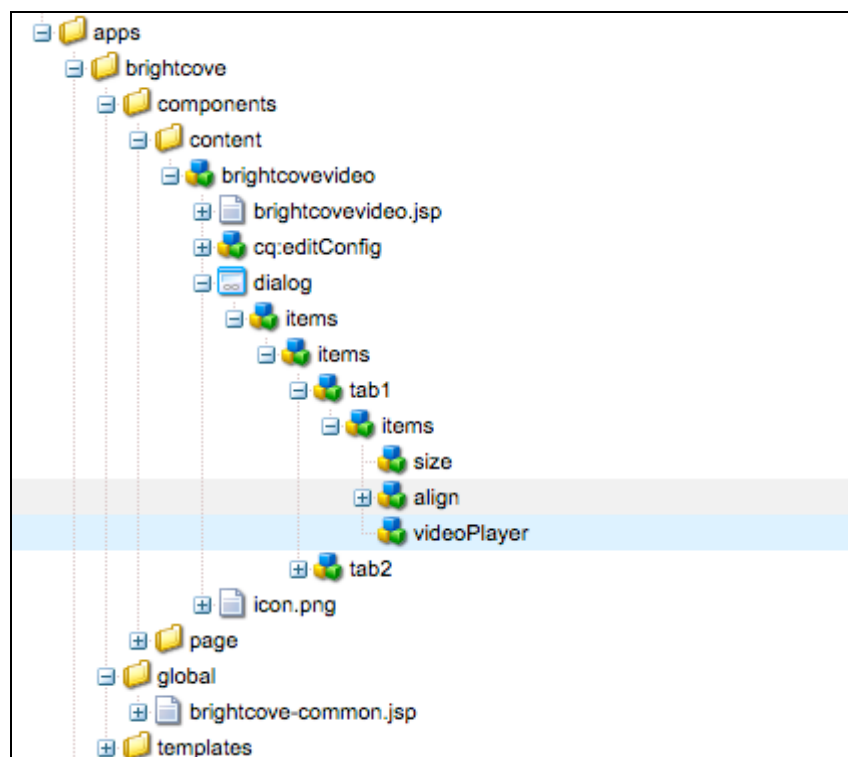 apps
brightcove
components
content
brightcovevideo
brightcovevideo.jsp
cq:editConfig
dialog
items
items
tab1
items
size
align
videoPlayer
tab2
icon.png
page
global
brightcove-common.jsp
templates